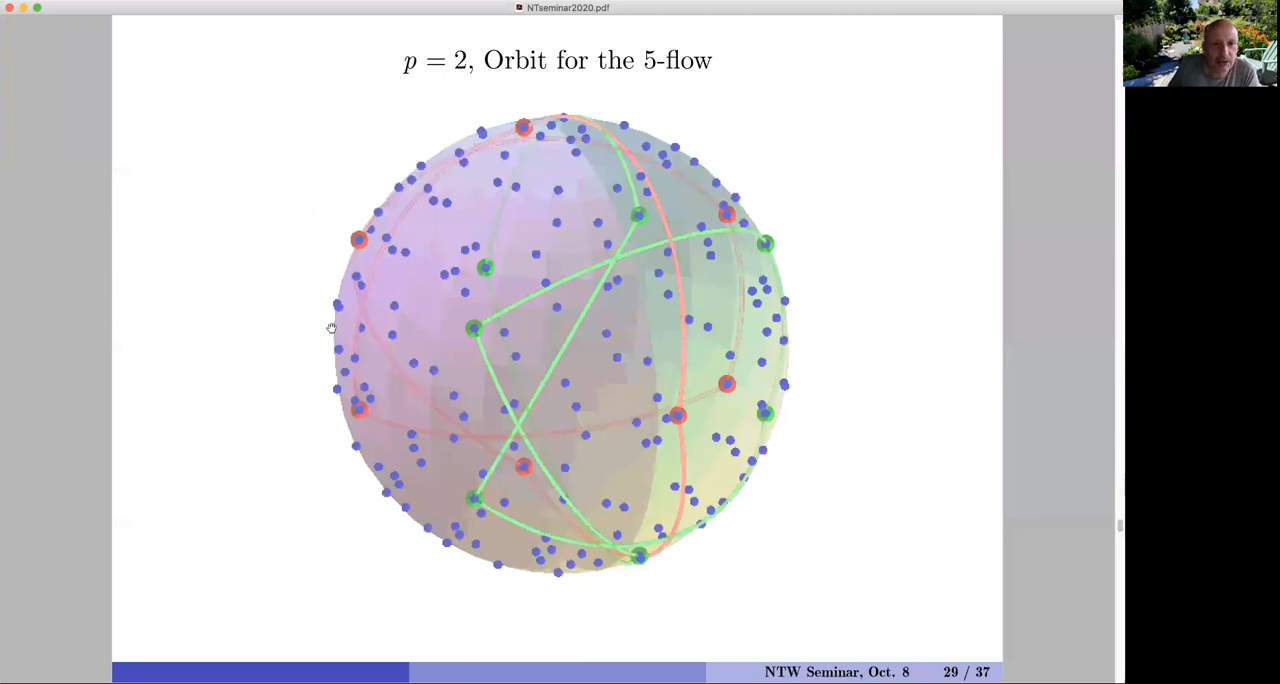 NTseminar2020.pdf
p = 2, Orbit for the 5-flow
NTW Seminar, Oct. 8 29 / 37